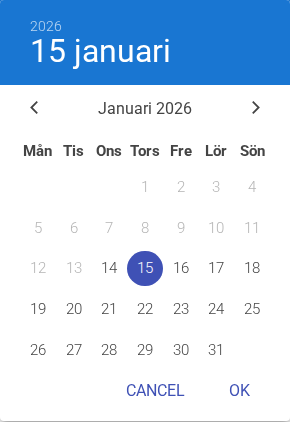 2026
15 januari
Januari 2026
Mån Tis Ons Tors Fre Lör Sön
1 2 3 4
5 6 7 8 9 10 11
12 13 14 15 16 17 18
19 20 21 22 23 24 25
26 27 28 29 30 31
CANCEL OK